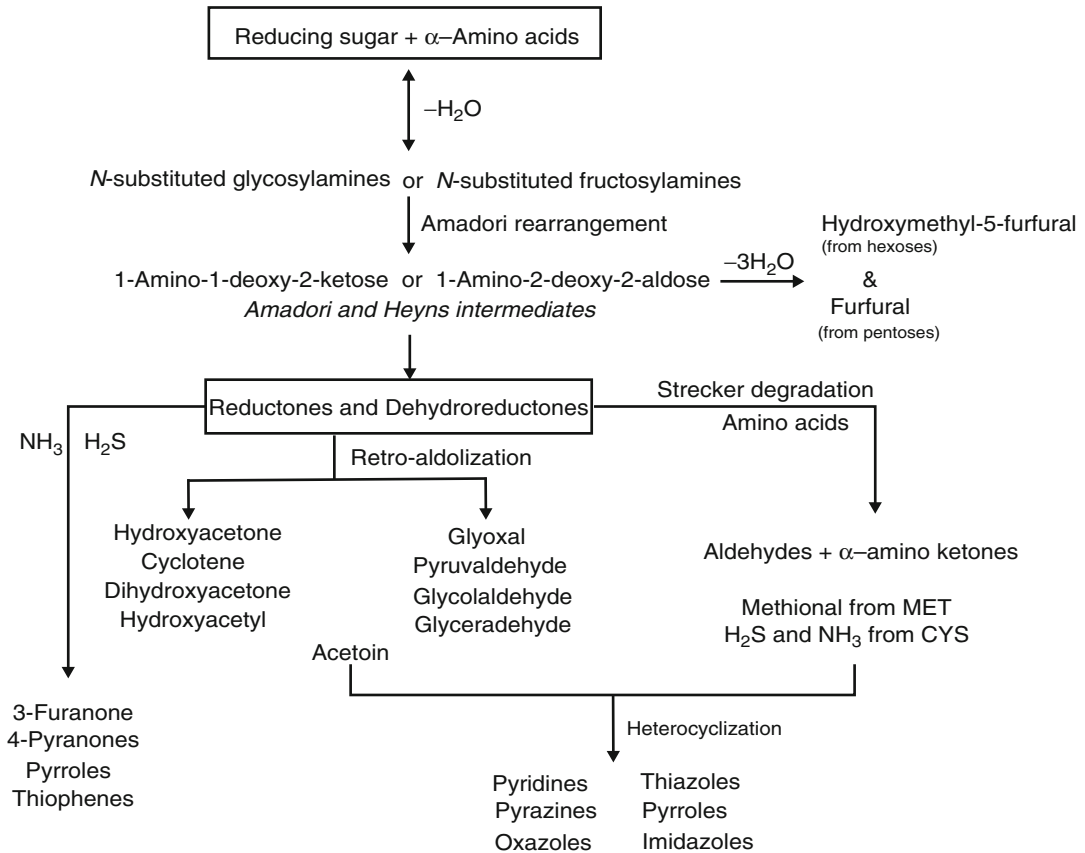 Reducing sugar + α–Amino acids
–H₂O
N-substituted glycosylamines or N-substituted fructosylamines
Amadori rearrangement
Hydroxymethyl-5-furfural
(from hexoses)
&
Furfural
(from pentoses)
–3H₂O
1-Amino-1-deoxy-2-ketose or 1-Amino-2-deoxy-2-aldose
Amadori and Heyns intermediates
Reductones and Dehydroreductones
Strecker degradation
Amino acids
NH₃ H₂S
Retro-aldolization
Hydroxyacetone
Cyclotene
Dihydroxyacetone
Hydroxyacetyl
Glyoxal
Pyruvaldehyde
Glycolaldehyde
Glyceradehyde
Aldehydes + α–amino ketones
Methional from MET
H₂S and NH₃ from CYS
Acetoin
3-Furanone
4-Pyranones
Pyrroles
Thiophenes
Heterocyclization
Pyridines Thiazoles
Pyrazines Pyrroles
Oxazoles Imidazoles